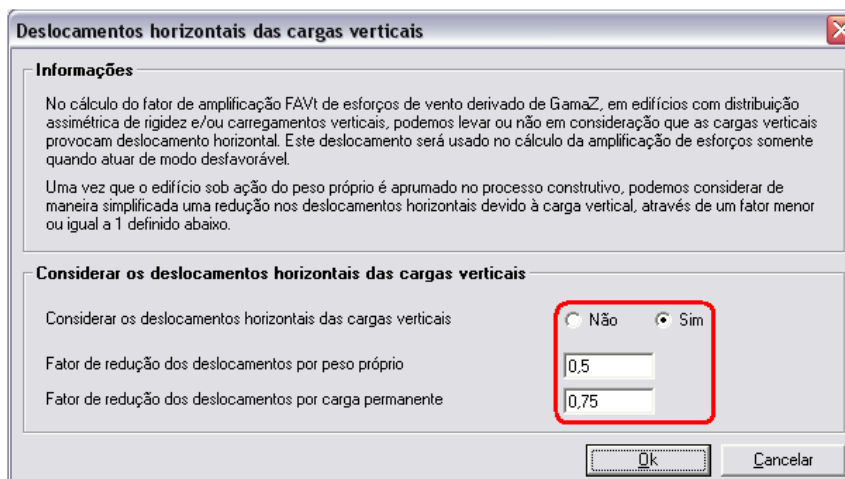 Deslocamentos horizontais das cargas verticais
Informações
No cálculo do fator de amplificação FAVt de esforços de vento derivado de GamaZ, em edifícios com distribuição
assimétrica de rigidez e/ou carregamentos verticais, podemos levar ou não em consideração que as cargas verticais
provocam deslocamento horizontal. Este deslocamento será usado no cálculo da amplificação de esforços somente
quando atuar de modo desfavorável.
Uma vez que o edifício sob ação do peso próprio é aprumado no processo construtivo, podemos considerar de
maneira simplificada uma redução nos deslocamentos horizontais devido à carga vertical, através de um fator menor
ou igual a 1 definido abaixo.
Considerar os deslocamentos horizontais das cargas verticais
Considerar os deslocamentos horizontais das cargas verticais Não Sim
Fator de redução dos deslocamentos por peso próprio 0,5
Fator de redução dos deslocamentos por carga permanente 0,75
Ok Cancelar